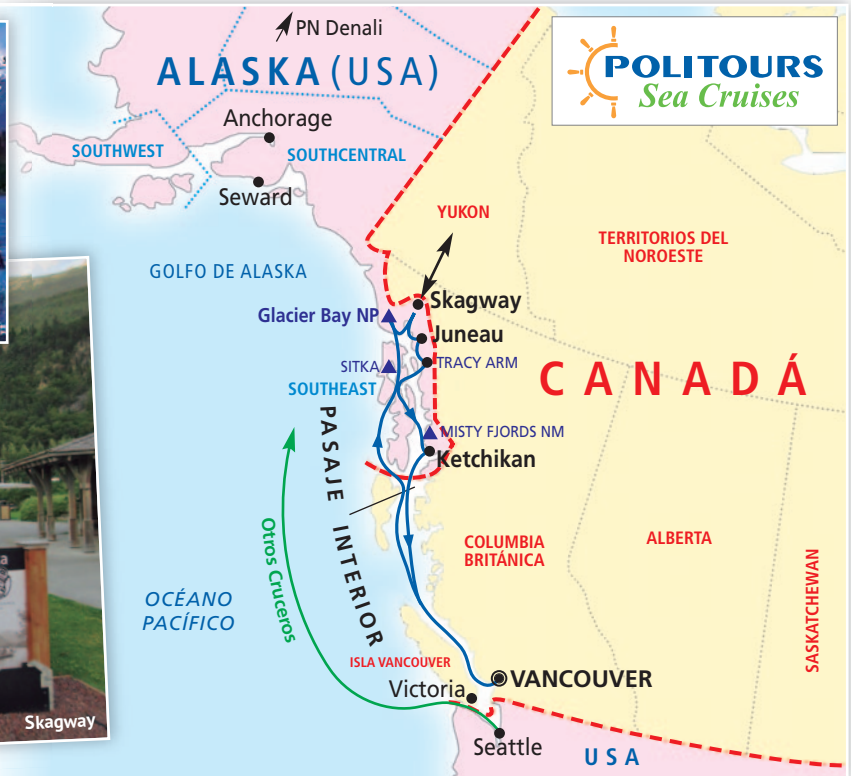 PN Denali
ALASKA (USA)
POLITOURS
Sea Cruises
Anchorage
SOUTHWEST
SOUTHCENTRAL
Seward
YUKON
TERRITORIOS DEL
NOROESTE
GOLFO DE ALASKA
Skagway
Glacier Bay NP
Juneau
SITKA
TRACY ARM
CANADÁ
SOUTHEAST
MISTY FJORDS NM
Ketchikan
PASAJE INTERIOR
Otros Cruceros
COLUMBIA
BRITÁNICA
ALBERTA
SASKATCHEWAN
OCÉANO
PACÍFICO
ISLA VANCOUVER
VANCOUVER
Victoria
Skagway
Seattle
USA